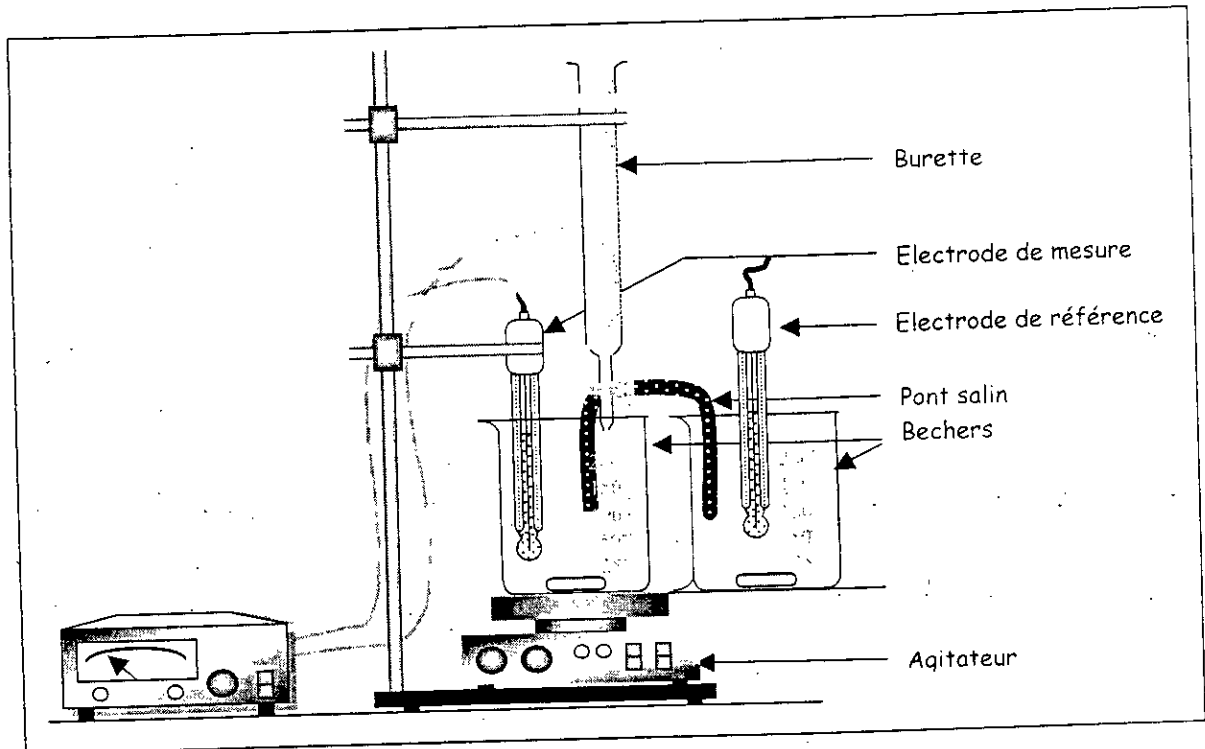 Burette
Electrode de mesure
Electrode de référence
Pont salin
Bechers
Agitateur